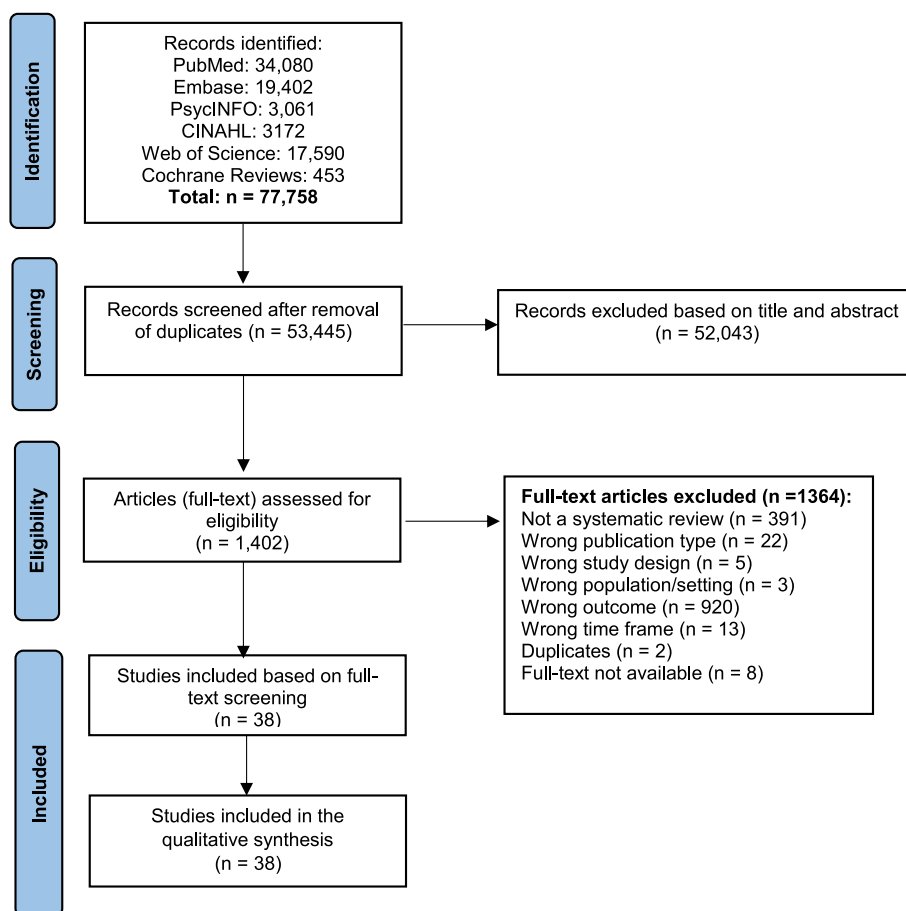 Identification
Records identified:
PubMed: 34,080
Embase: 19,402
PsycINFO: 3,061
CINAHL: 3172
Web of Science: 17,590
Cochrane Reviews: 453
Total: n = 77,758
Screening
Records screened after removal
of duplicates (n = 53,445)
Records excluded based on title and abstract
(n = 52,043)
Eligibility
Articles (full-text) assessed for
eligibility
(n = 1,402)
Full-text articles excluded (n =1364):
Not a systematic review (n = 391)
Wrong publication type (n = 22)
Wrong study design (n = 5)
Wrong population/setting (n = 3)
Wrong outcome (n = 920)
Wrong time frame (n = 13)
Duplicates (n = 2)
Full-text not available (n = 8)
Included
Studies included based on full-
text screening
(n = 38)
Studies included in the
qualitative synthesis
(n = 38)